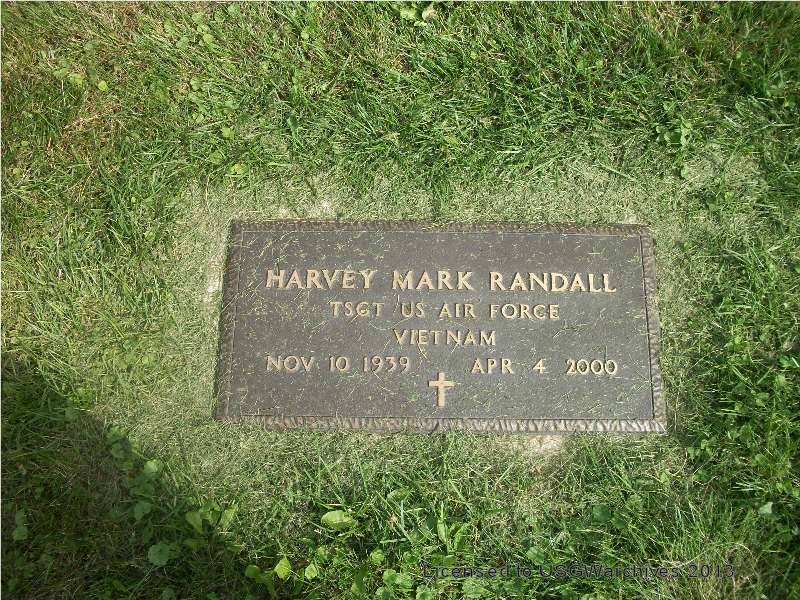 HARVEY MARK RANDALL
TSGT US AIR FORCE
VIETNAM
NOV 10 1939 APR 4 2000
Licensed to USGWarchives 2013